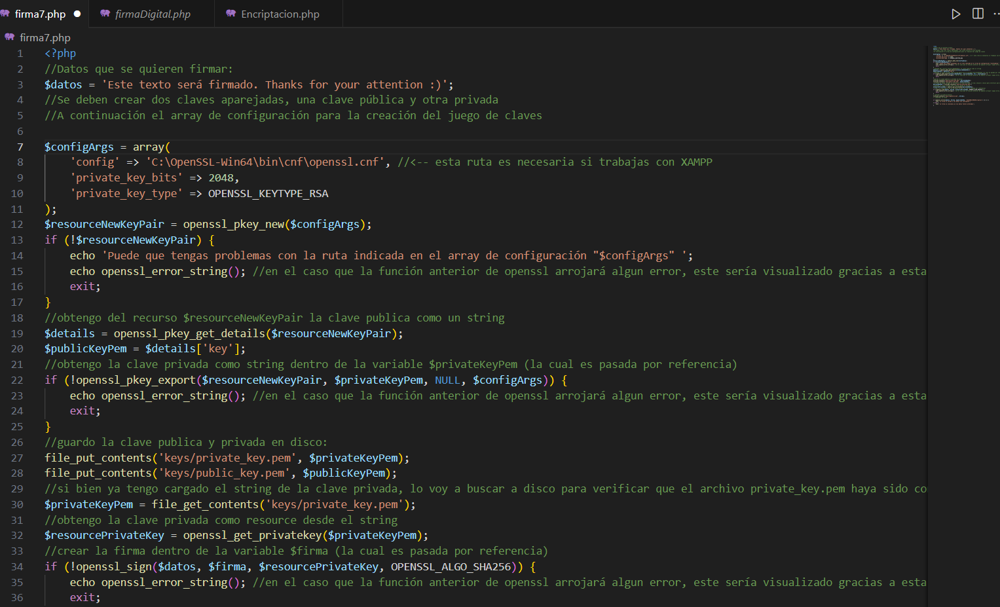 firma7.php
firmaDigital.php
Encriptacion.php
firma7.php
1 <?php
2 //Datos que se quieren firmar:
3 $datos = 'Este texto será firmado. Thanks for your attention :)';
4 //Se deben crear dos claves aparejadas, una clave pública y otra privada
5 //A continuación el array de configuración para la creación del juego de claves
6
7 $configArgs = array(
8 'config' => 'C:\OpenSSL-Win64\bin\cnf\openssl.cnf', //<-- esta ruta es necesaria si trabajas con XAMPP
9 'private_key_bits' => 2048,
10 'private_key_type' => OPENSSL_KEYTYPE_RSA
11 );
12 $resourceNewKeyPair = openssl_pkey_new($configArgs);
13 if (!$resourceNewKeyPair) {
14 echo 'Puede que tengas problemas con la ruta indicada en el array de configuración "$configArgs" ';
15 echo openssl_error_string(); //en el caso que la función anterior de openssl arrojará algun error, este sería visualizado gracias a esta
16 exit;
17 }
18 //obtengo del recurso $resourceNewKeyPair la clave publica como un string
19 $details = openssl_pkey_get_details($resourceNewKeyPair);
20 $publicKeyPem = $details['key'];
21 //obtengo la clave privada como string dentro de la variable $privateKeyPem (la cual es pasada por referencia)
22 if (!openssl_pkey_export($resourceNewKeyPair, $privateKeyPem, NULL, $configArgs)) {
23 echo openssl_error_string(); //en el caso que la función anterior de openssl arrojará algun error, este sería visualizado gracias a esta
24 exit;
25 }
26 //guardo la clave publica y privada en disco:
27 file_put_contents('keys/private_key.pem', $privateKeyPem);
28 file_put_contents('keys/public_key.pem', $publicKeyPem);
29 //si bien ya tengo cargado el string de la clave privada, lo voy a buscar a disco para verificar que el archivo private_key.pem haya sido co
30 $privateKeyPem = file_get_contents('keys/private_key.pem');
31 //obtengo la clave privada como resource desde el string
32 $resourcePrivateKey = openssl_get_privatekey($privateKeyPem);
33 //crear la firma dentro de la variable $firma (la cual es pasada por referencia)
34 if (!openssl_sign($datos, $firma, $resourcePrivateKey, OPENSSL_ALGO_SHA256)) {
35 echo openssl_error_string(); //en el caso que la función anterior de openssl arrojará algun error, este sería visualizado gracias a esta
36 exit;